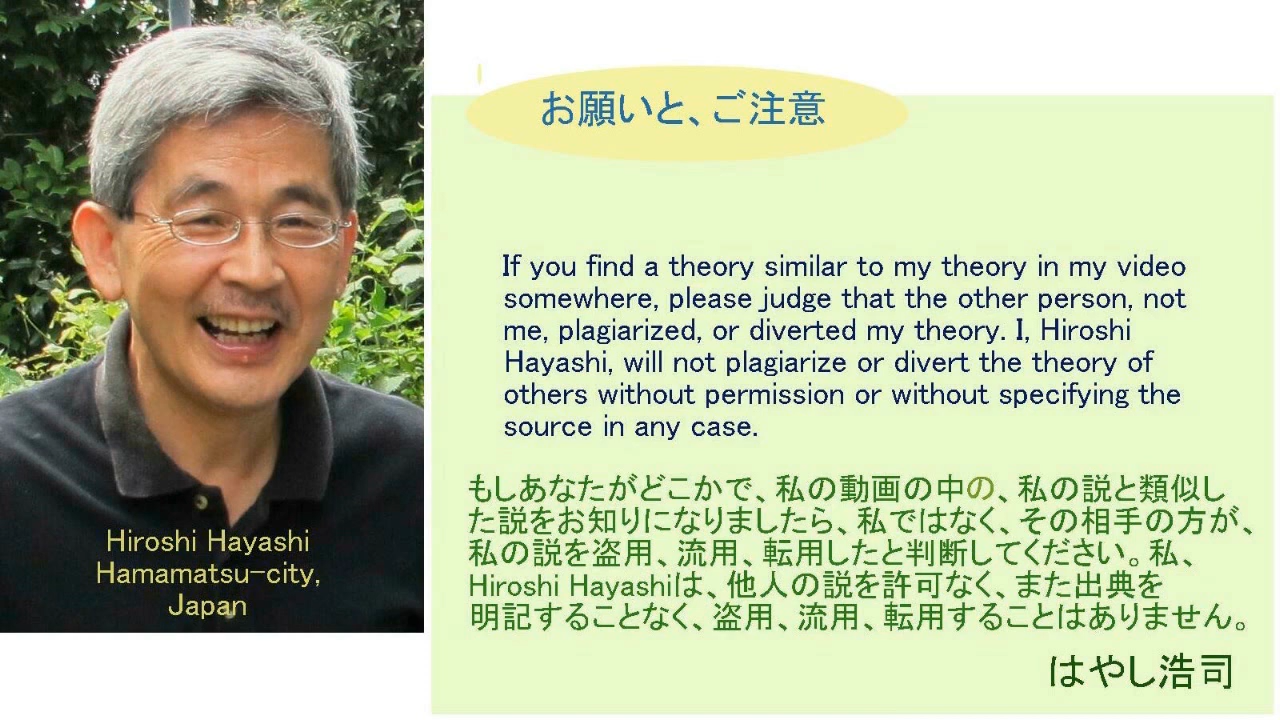 お願いと、ご注意
If you find a theory similar to my theory in my video
somewhere, please judge that the other person, not
me, plagiarized, or diverted my theory. I, Hiroshi
Hayashi, will not plagiarize or divert the theory of
others without permission or without specifying the
source in any case.
もしあなたがどこかで、私の動画の中の、私の説と類似し
た説をお知りになりましたら、私ではなく、その相手の方が、
私の説を盗用、流用、転用したと判断してください。私、
Hiroshi Hayashiは、他人の説を許可なく、また出典を
明記することなく、盗用、流用、転用することはありません。
はやし浩司
Hiroshi Hayashi
Hamamatsu-city,
Japan